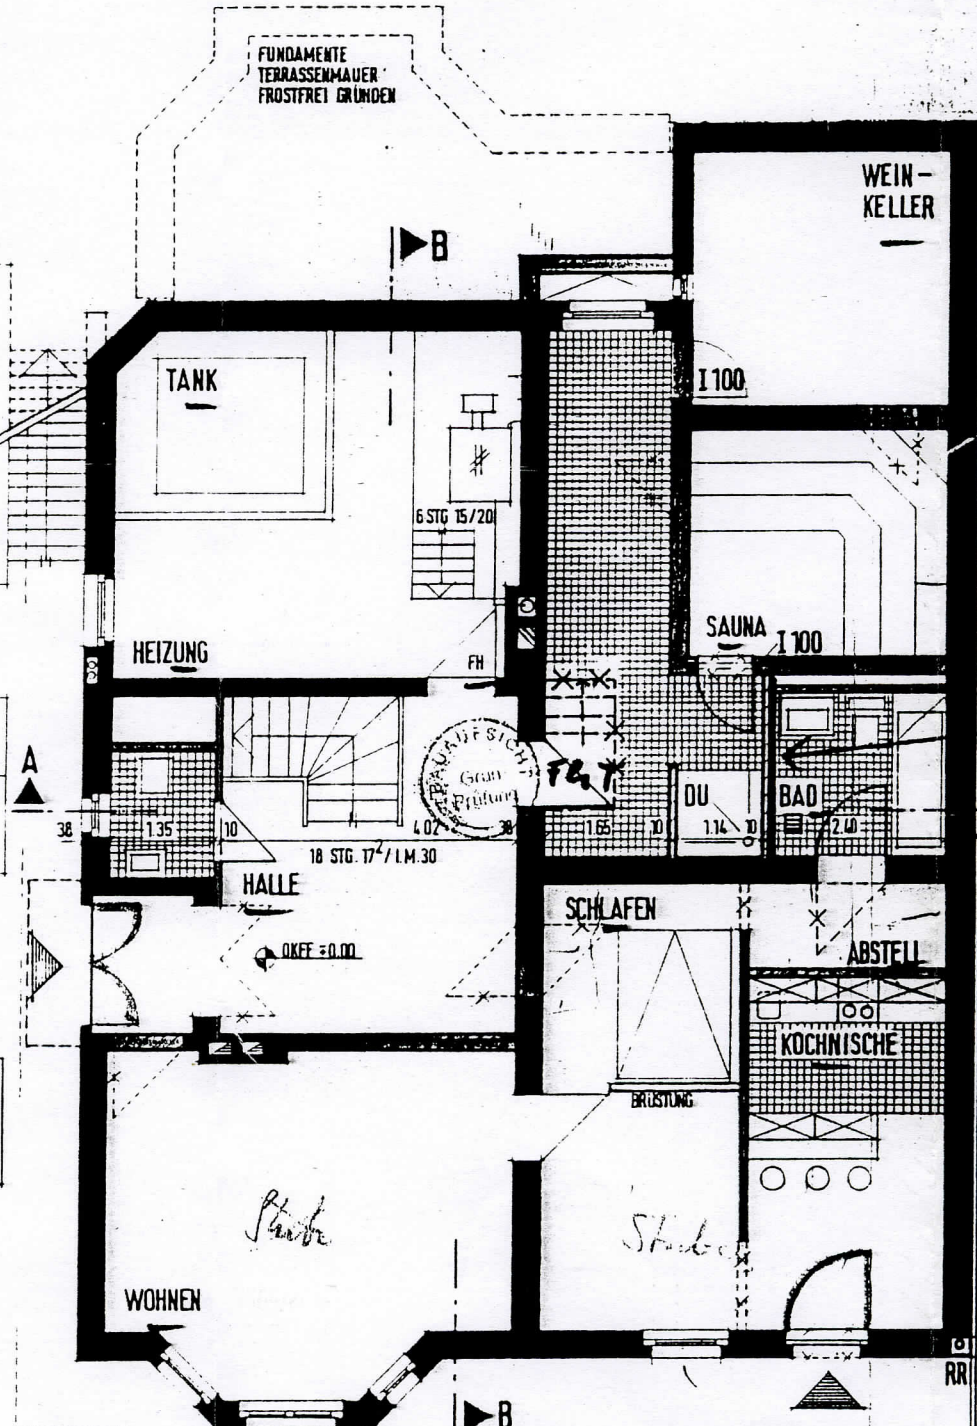 FUNDAMENTE
TERRASSENMAUER
FROSTFREI GRÜNDEN
WEIN-
KELLER
B
TANK
I 100
6 STG 15/20
SAUNA
I 100
HEIZUNG
FH
A
BAUAUFSICHT
Prüfung
DU
BAD
38
1.35
10
4.02
38
1.65
10
1.14
10
2.40
18 STG. 17² / I.M.30
HALLE
SCHLAFEN
OKFF ±0.00
ABSTELL
KOCHNISCHE
BRÜSTUNG
WOHNEN
RR
B